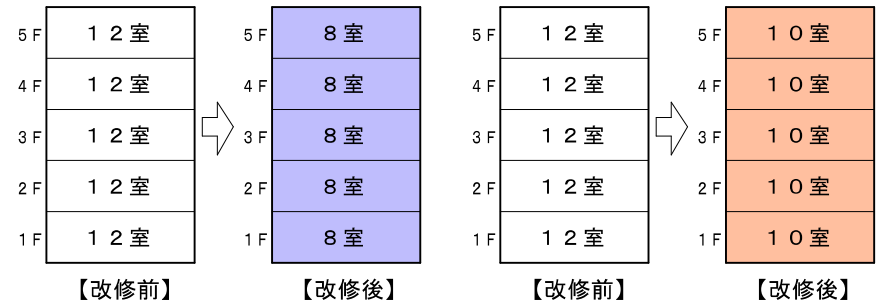 5F 12室 5F 8室 5F 12室 5F 10室
4F 12室 4F 8室 4F 12室 4F 10室
3F 12室 3F 8室 3F 12室 3F 10室
2F 12室 2F 8室 2F 12室 2F 10室
1F 12室 1F 8室 1F 12室 1F 10室
【改修前】 【改修後】 【改修前】 【改修後】